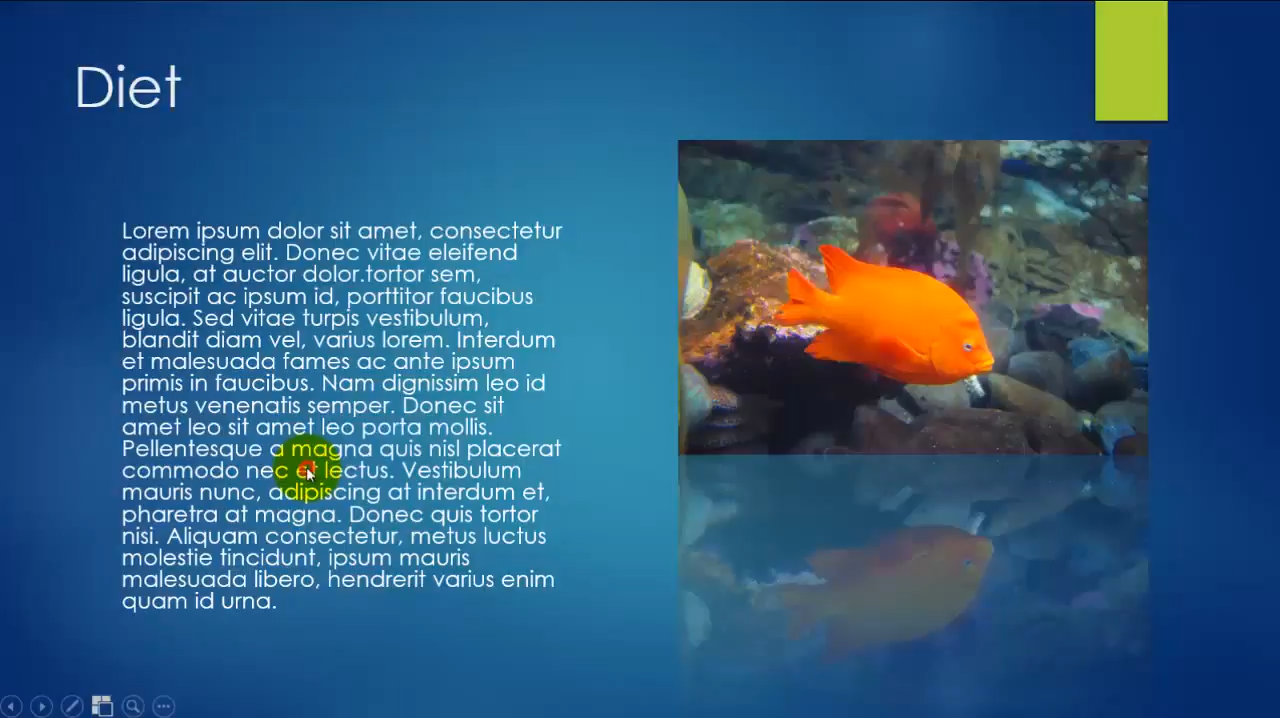 Diet
Lorem ipsum dolor sit amet, consectetur
adipiscing elit. Donec vitae eleifend
ligula, at auctor dolor.tortor sem,
suscipit ac ipsum id, porttitor faucibus
ligula. Sed vitae turpis vestibulum,
blandit diam vel, varius lorem. Interdum
et malesuada fames ac ante ipsum
primis in faucibus. Nam dignissim leo id
metus venenatis semper. Donec sit
amet leo sit amet leo porta mollis.
Pellentesque a magna quis nisl placerat
commodo nec et lectus. Vestibulum
mauris nunc, adipiscing at interdum et,
pharetra at magna. Donec quis tortor
nisi. Aliquam consectetur, metus luctus
molestie tincidunt, ipsum mauris
malesuada libero, hendrerit varius enim
quam id urna.